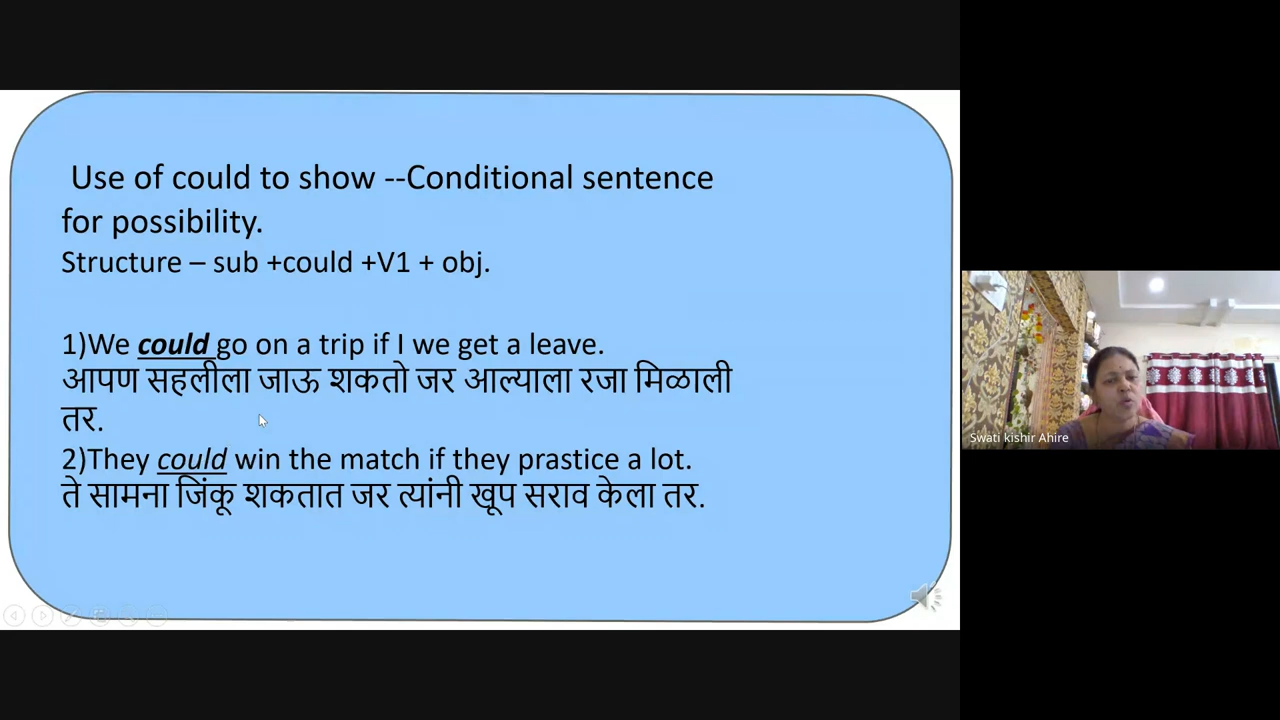 Use of could to show --Conditional sentence
for possibility.
Structure – sub +could +V1 + obj.
1)We could go on a trip if I we get a leave.
आपण सहलीला जाऊ शकतो जर आल्याला रजा मिळाली
तर.
2)They could win the match if they prastice a lot.
ते सामना जिंकू शकतात जर त्यांनी खूप सराव केला तर.
Swati kishir Ahire